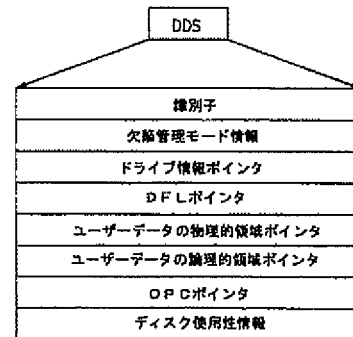 DDS
識別子
欠陥管理モード情報
ドライブ情報ポインタ
DFLポインタ
ユーザーデータの物理的領域ポインタ
ユーザーデータの論理的領域ポインタ
OPCポインタ
ディスク使用性情報